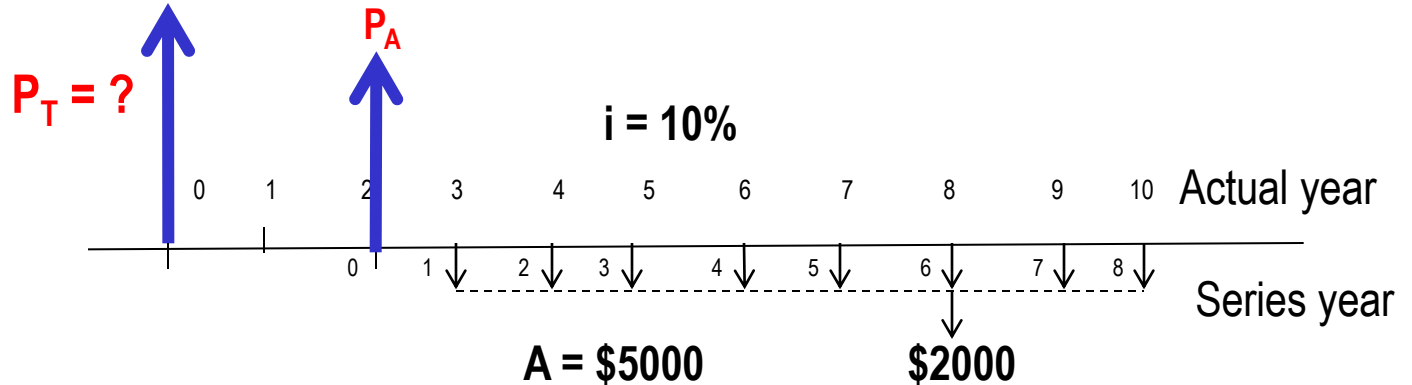 P_A
P_T = ?
i = 10%
0 1 2 3 4 5 6 7 8 9 10 Actual year
0 1 2 3 4 5 6 7 8
Series year
A = $5000 $2000